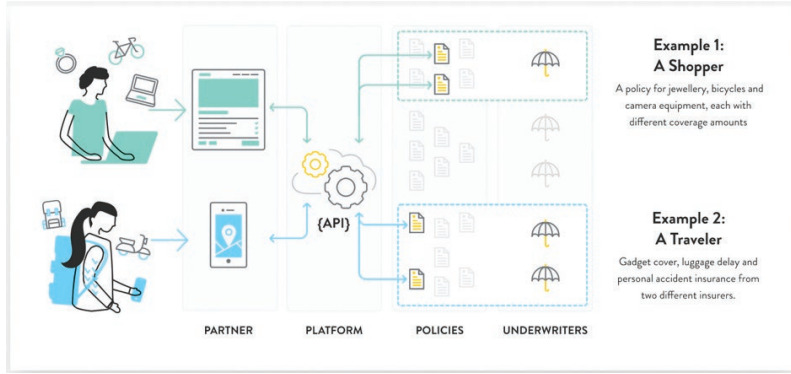 Example 1:
A Shopper
A policy for jewellery, bicycles and
camera equipment, each with
different coverage amounts
{API}
Example 2:
A Traveler
Gadget cover, luggage delay and
personal accident insurance from
two different insurers.
PARTNER
PLATFORM
POLICIES
UNDERWRITERS